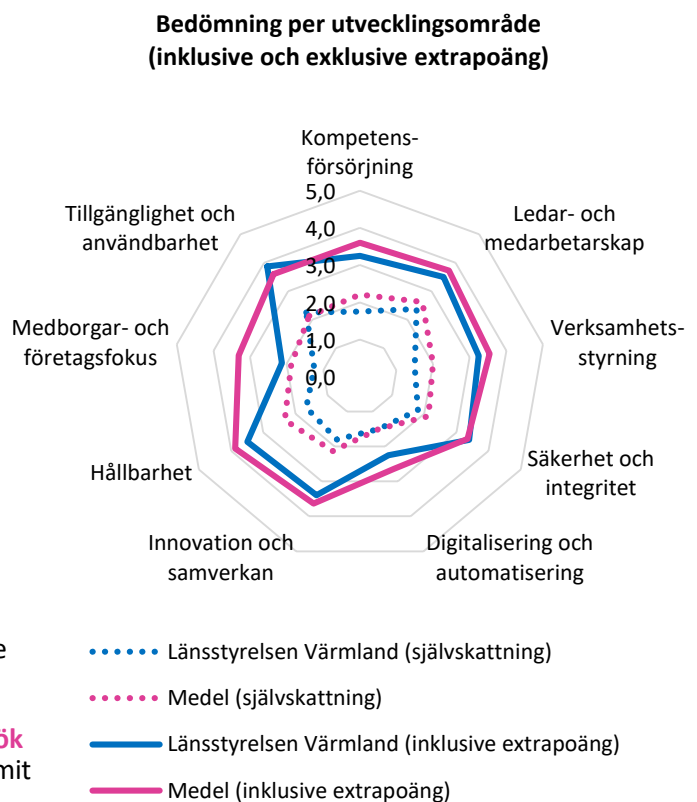 Bedömning per utvecklingsområde
(inklusive och exklusive extrapoäng)
Kompetens-
försörjning
Ledar- och
medarbetarskap
Verksamhets-
styrning
Säkerhet och
integritet
Digitalisering och
automatisering
Innovation och
samverkan
Hållbarhet
Medborgar- och
företagsfokus
Tillgänglighet och
användbarhet
5,0
4,0
3,0
2,0
1,0
0,0
e
ök
mit
Länsstyrelsen Värmland (självskattning)
Medel (självskattning)
Länsstyrelsen Värmland (inklusive extrapoäng)
Medel (inklusive extrapoäng)